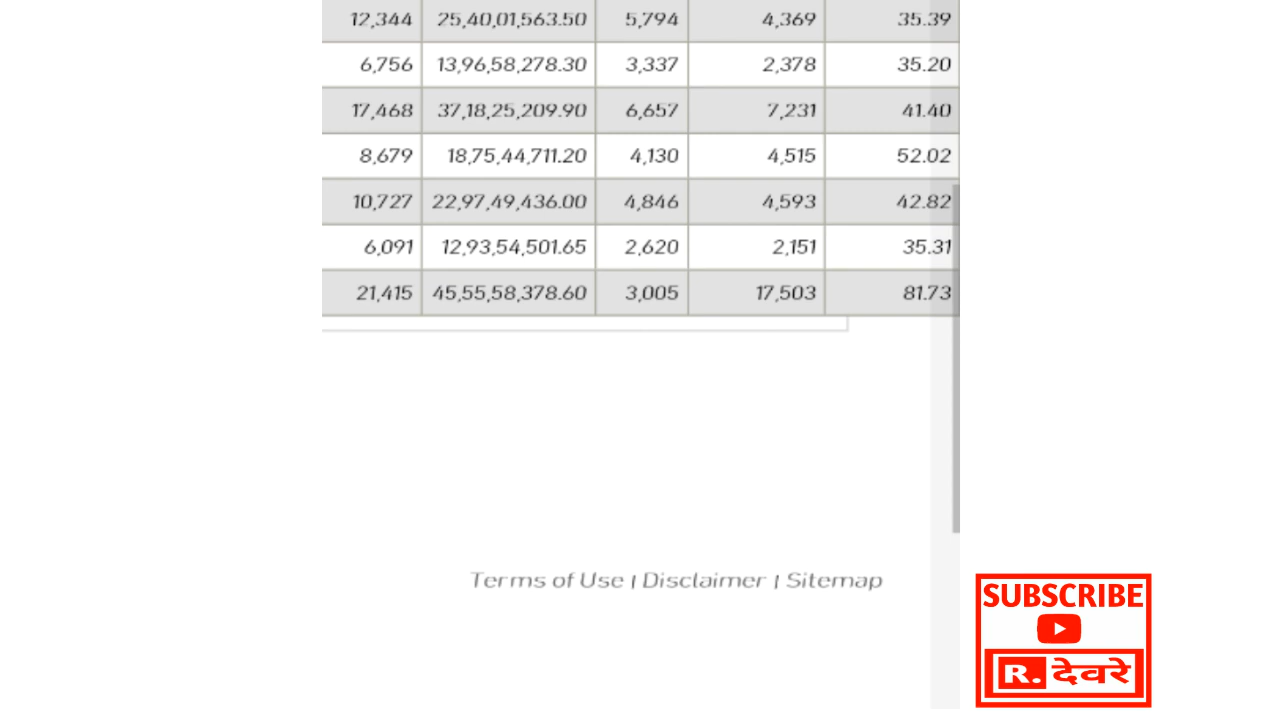 12,344 25,40,01,563.50 5,794 4,369 35.39
6,756 13,96,58,278.30 3,337 2,378 35.20
17,468 37,18,25,209.90 6,657 7,231 41.40
8,679 18,75,44,711.20 4,130 4,515 52.02
10,727 22,97,49,436.00 4,846 4,593 42.82
6,091 12,93,54,501.65 2,620 2,151 35.31
21,415 45,55,58,378.60 3,005 17,503 81.73
Terms of Use | Disclaimer | Sitemap
SUBSCRIBE
R. देवरे